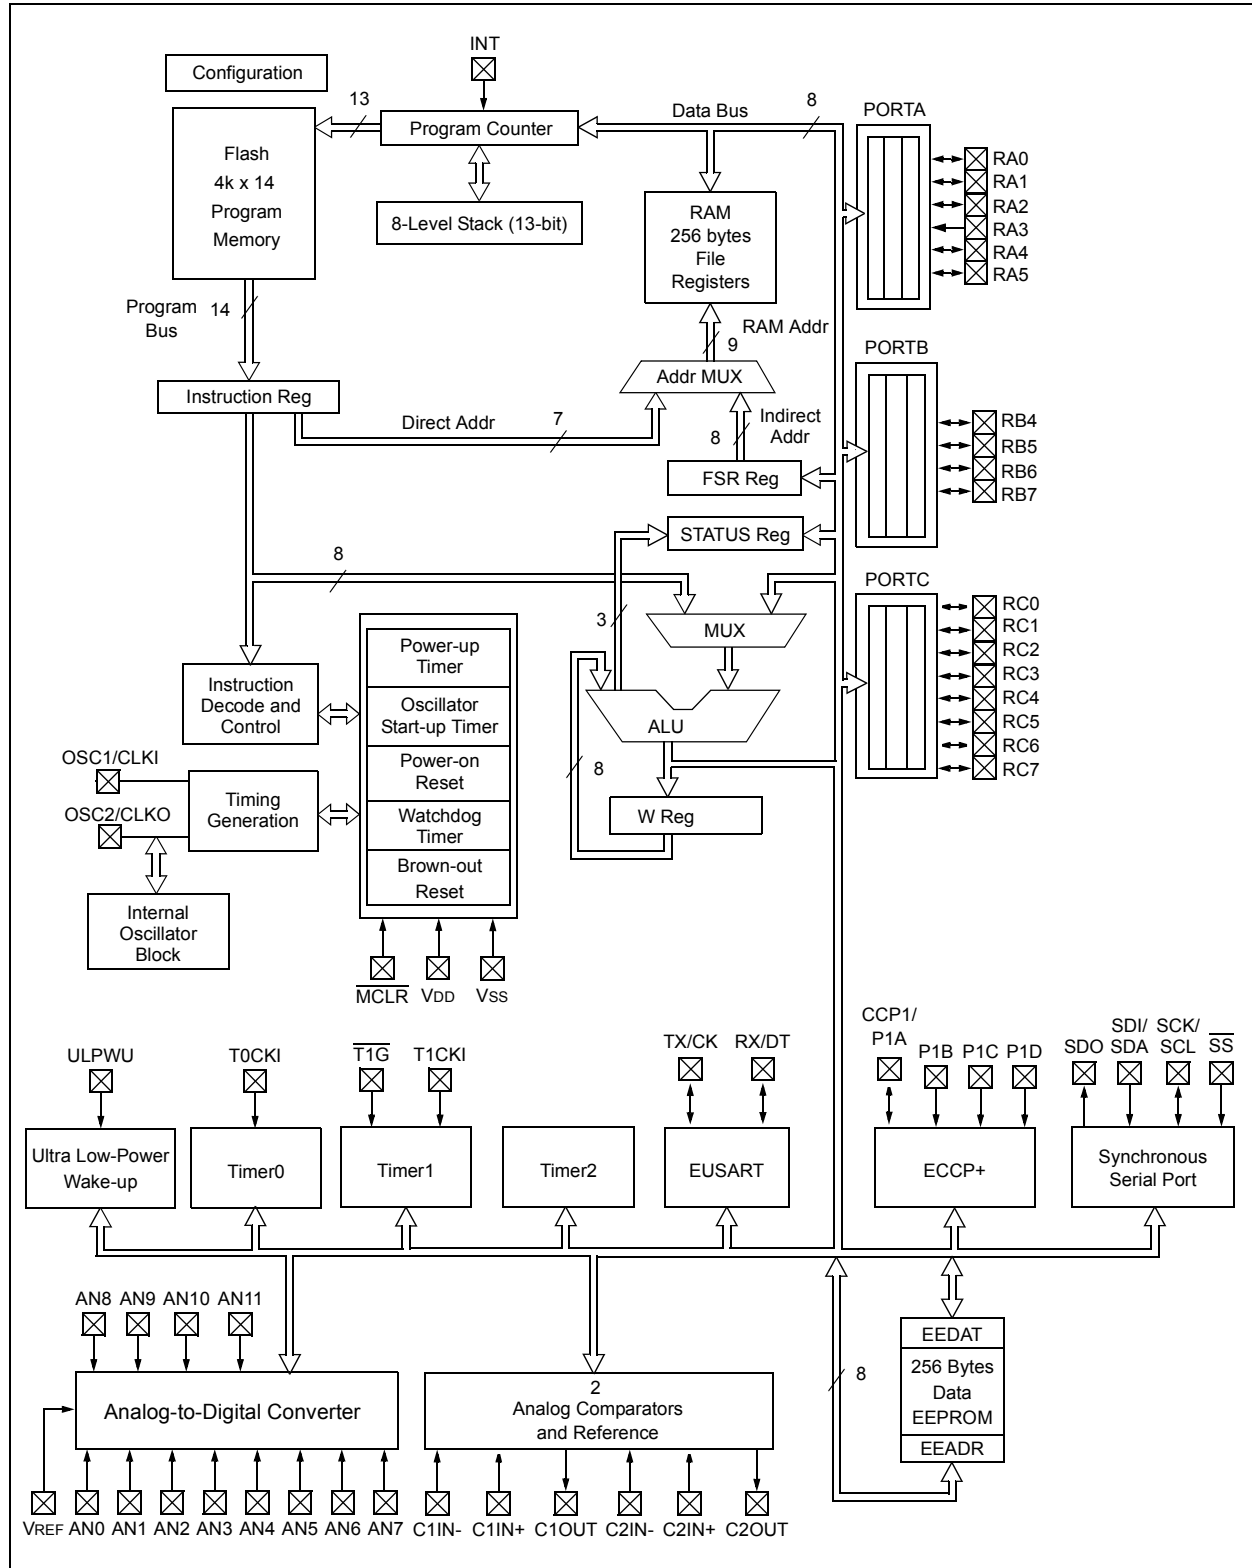 INT
Configuration
13
Program Counter
Data Bus
8
PORTA
Flash
4k x 14
Program
Memory
8-Level Stack (13-bit)
RAM
256 bytes
File
Registers
RA0
RA1
RA2
RA3
RA4
RA5
Program
Bus
14
RAM Addr
9
PORTB
Addr MUX
Instruction Reg
Direct Addr
7
Indirect
Addr
8
FSR Reg
RB4
RB5
RB6
RB7
STATUS Reg
8
PORTC
3
MUX
RC0
RC1
RC2
RC3
RC4
RC5
RC6
RC7
Power-up
Timer
Instruction
Decode and
Control
Oscillator
Start-up Timer
ALU
OSC1/CLKI
Power-on
Reset
8
Timing
Generation
OSC2/CLKO
Watchdog
Timer
W Reg
Brown-out
Reset
Internal
Oscillator
Block
MCLR
VDD
VSS
CCP1/
P1A
P1B
P1C
P1D
SDO
SDI/
SDA
SCK/
SCL
SS
ULPWU
T0CKI
T1G
T1CKI
TX/CK
RX/DT
Ultra Low-Power
Wake-up
Timer0
Timer1
Timer2
EUSART
ECCP+
Synchronous
Serial Port
AN8
AN9
AN10
AN11
EEDAT
256 Bytes
Data
EEPROM
EEADR
8
Analog-to-Digital Converter
2
Analog Comparators
and Reference
VREF
AN0
AN1
AN2
AN3
AN4
AN5
AN6
AN7
C1IN-
C1IN+
C1OUT
C2IN-
C2IN+
C2OUT